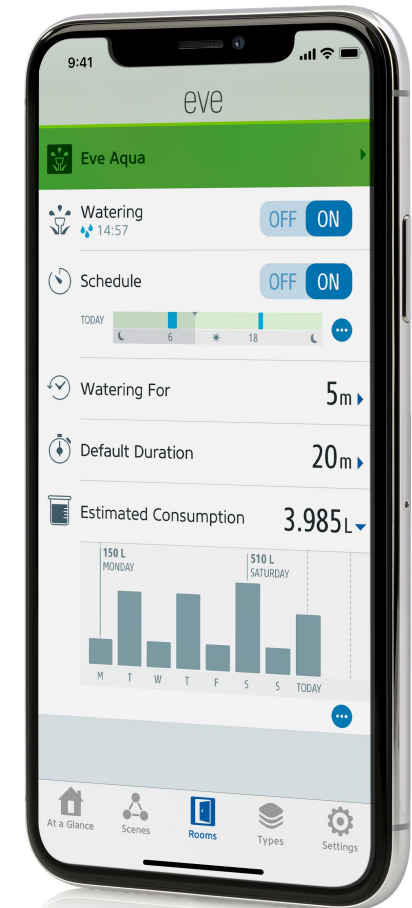 9:41
eve
Eve Aqua
Watering
14:57
OFF ON
Schedule
OFF ON
TODAY
6 18
Watering For
5m
Default Duration
20m
Estimated Consumption
3.985L
150 L
MONDAY
510 L
SATURDAY
M T W T F S S TODAY
At a Glance
Scenes
Rooms
Types
Settings